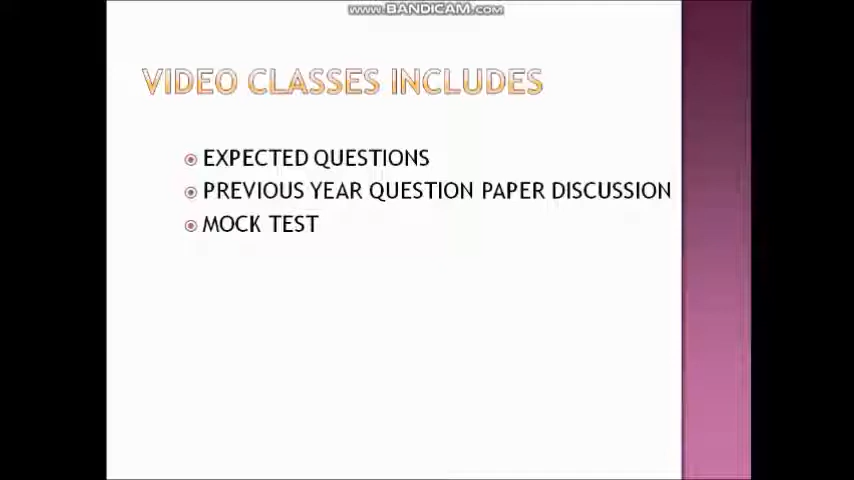 www.BANDICAM.com
VIDEO CLASSES INCLUDES
EXPECTED QUESTIONS
PREVIOUS YEAR QUESTION PAPER DISCUSSION
MOCK TEST